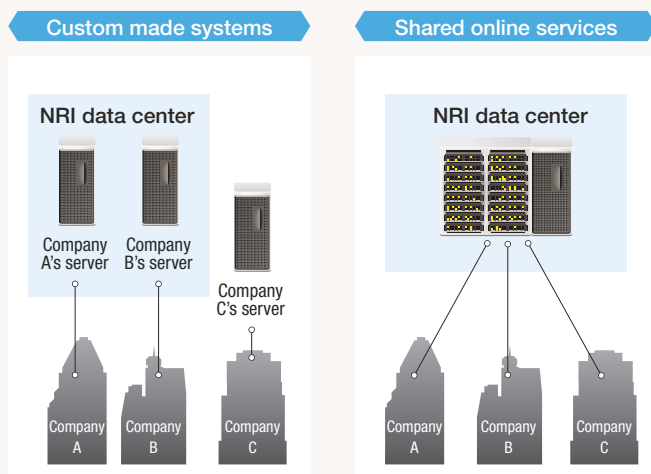 Custom made systems
NRI data center
Company
A's server
Company
B's server
Company
C's server
Company
A
Company
B
Company
C
Shared online services
NRI data center
Company
A
Company
B
Company
C